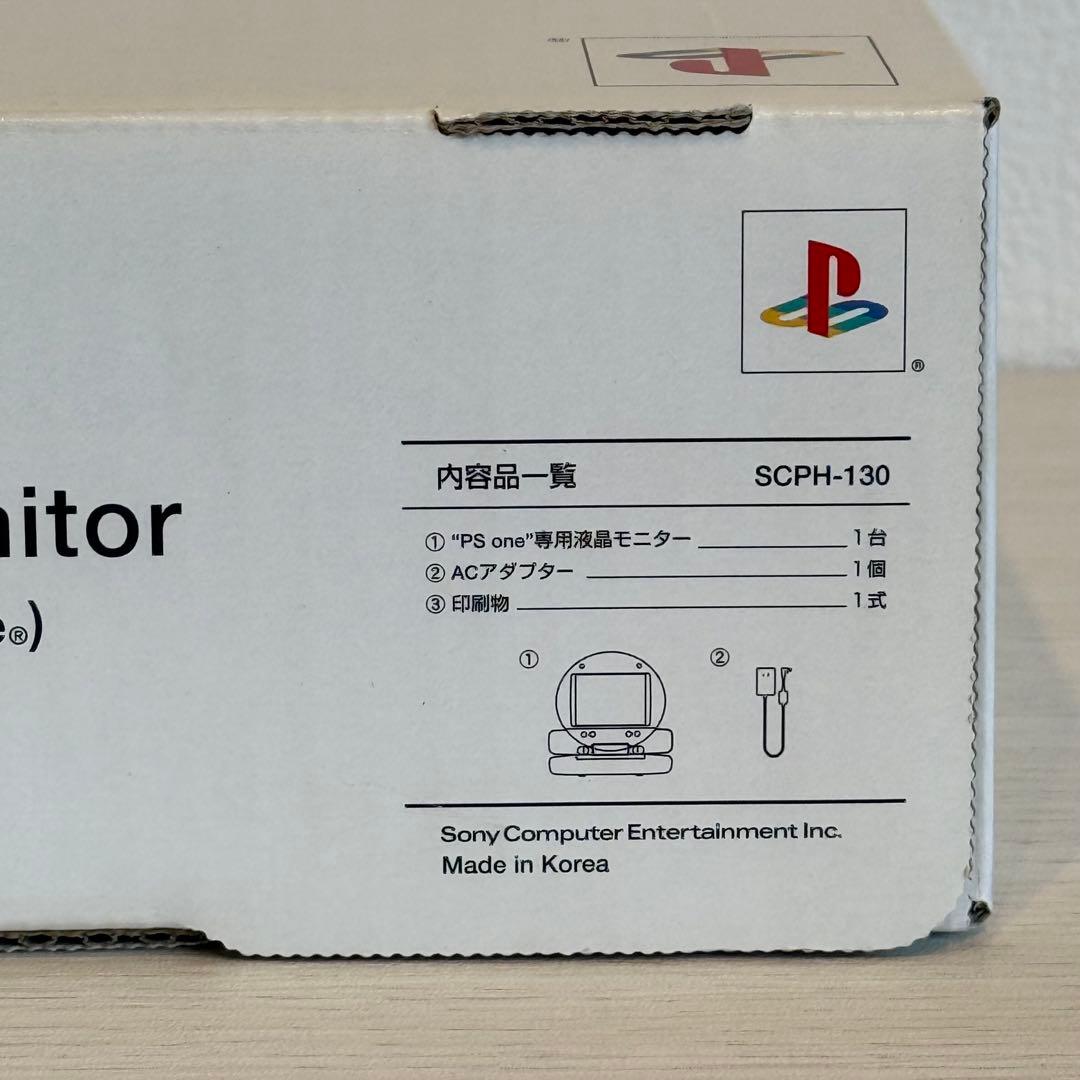 nitor
e®)
®
内容品一覧 SCPH-130
① “PS one”専用液晶モニター 1台
② ACアダプター 1個
③ 印刷物 1式
① ②
Sony Computer Entertainment Inc.
Made in Korea